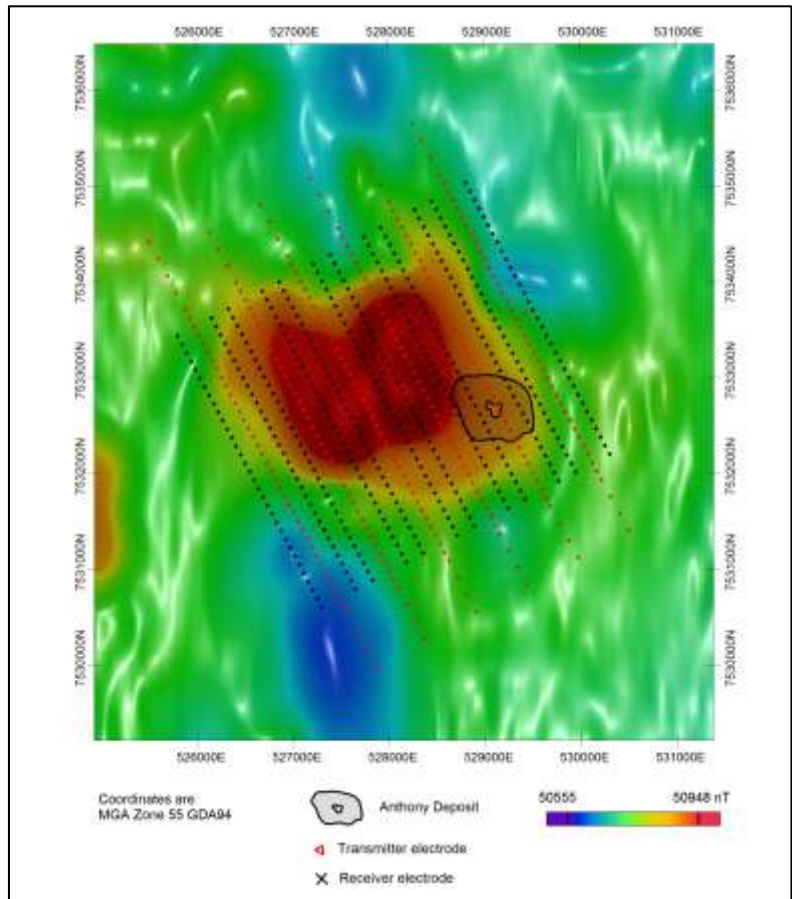 526000E 527000E 528000E 529000E 530000E 531000E
7536000N 7536000N
7535000N 7535000N
7534000N 7534000N
7533000N 7533000N
7532000N 7532000N
7531000N 7531000N
7530000N 7530000N
526000E 527000E 528000E 529000E 530000E 531000E
Coordinates are
MGA Zone 55 GDA94
Anthony Deposit
Transmitter electrode
Receiver electrode
50555 50948 nT